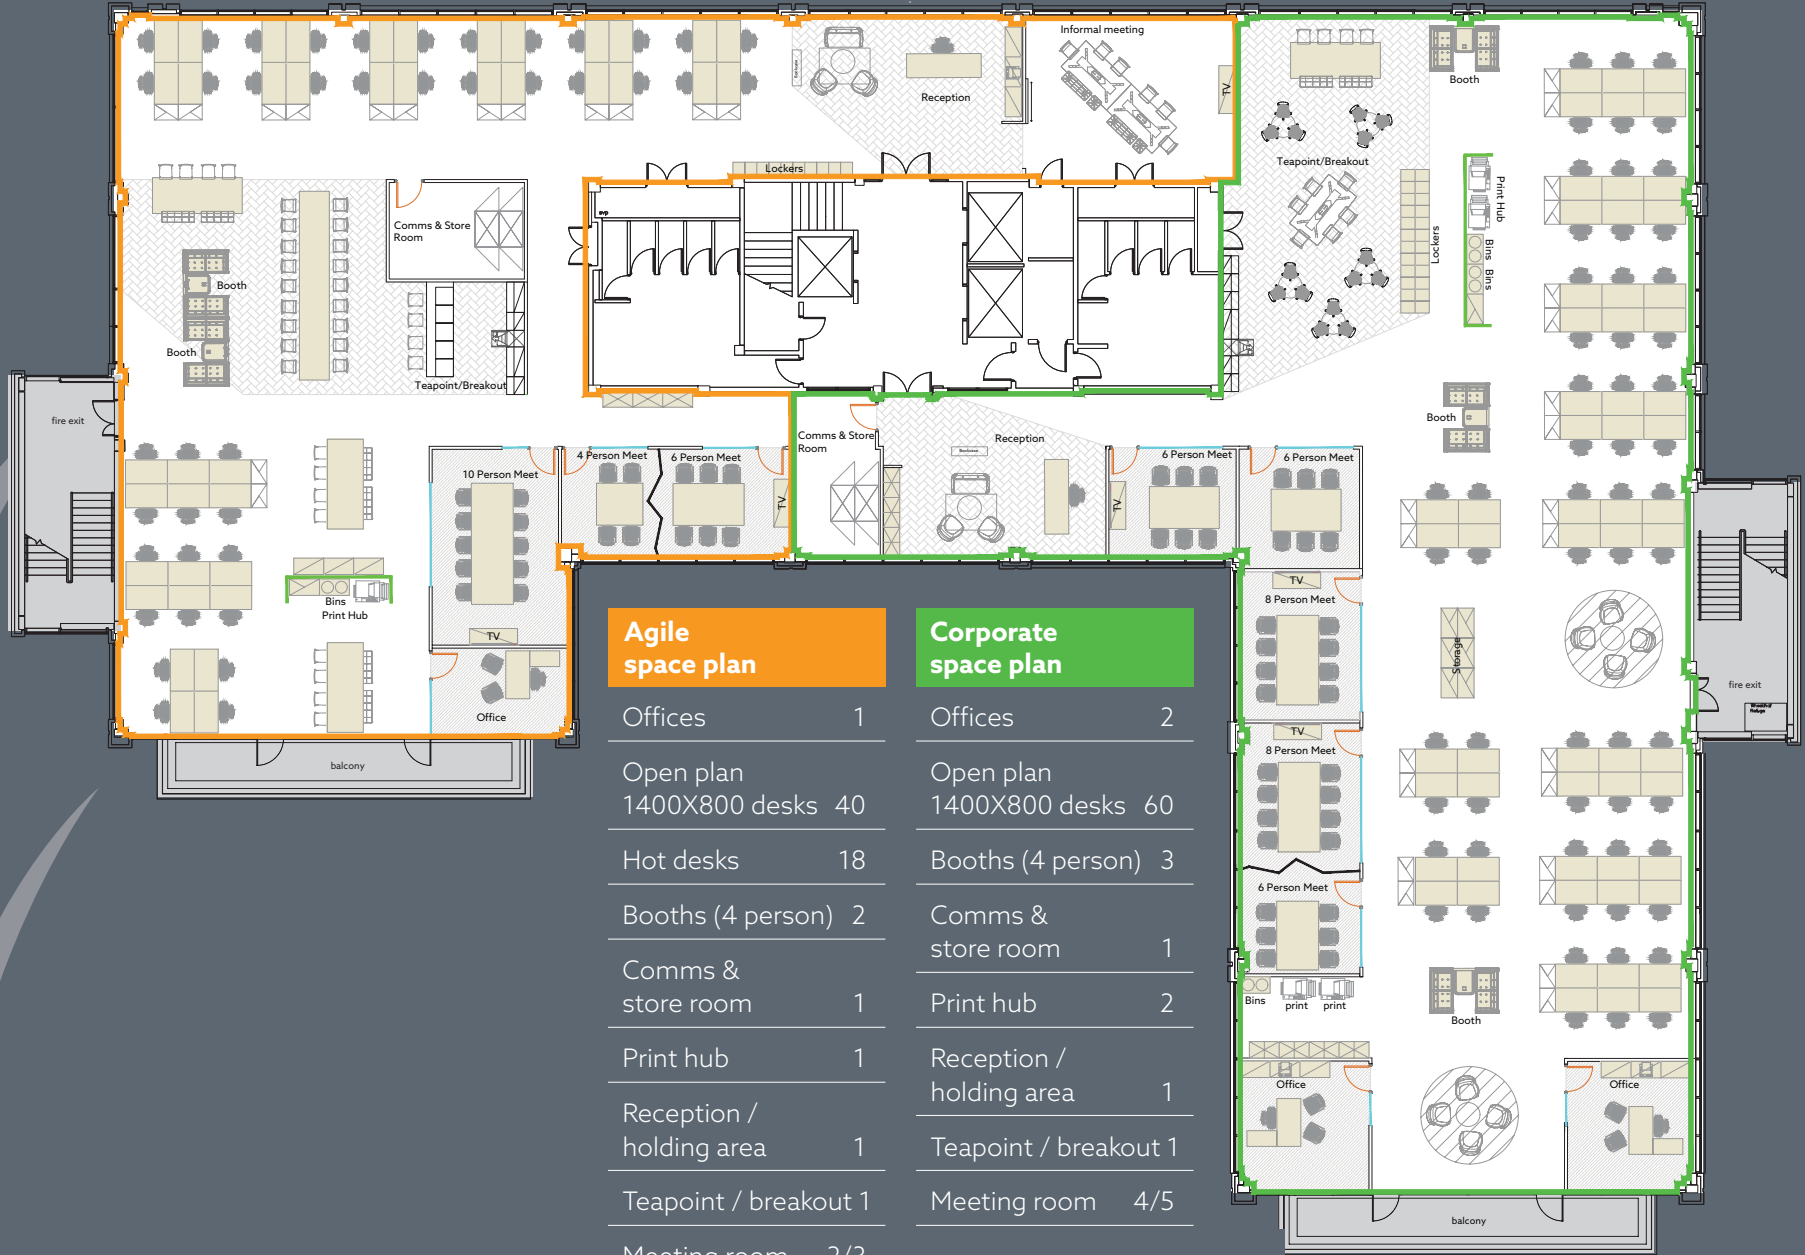 Informal meeting
Booth
TV
Reception
Teapoint/Breakout
Lockers
Print Hub
Comms & Store
Room
svp
Lockers
Bins
Bins
Booth
Booth
Teapoint/Breakout
fire exit
Comms & Store
Room
Reception
Bookcase
Booth
10 Person Meet
4 Person Meet
6 Person Meet
TV
TV
6 Person Meet
6 Person Meet
Bins
Print Hub
TV
Office
balcony
TV
8 Person Meet
Storage
fire exit
TV
8 Person Meet
6 Person Meet
Bins
print
print
Booth
Office
Office
balcony
Agile
space plan
Offices 1
Open plan
1400X800 desks 40
Hot desks 18
Booths (4 person) 2
Comms &
store room 1
Print hub 1
Reception /
holding area 1
Teapoint / breakout 1
Meeting room 2/3
Corporate
space plan
Offices 2
Open plan
1400X800 desks 60
Booths (4 person) 3
Comms &
store room 1
Print hub 2
Reception /
holding area 1
Teapoint / breakout 1
Meeting room 4/5